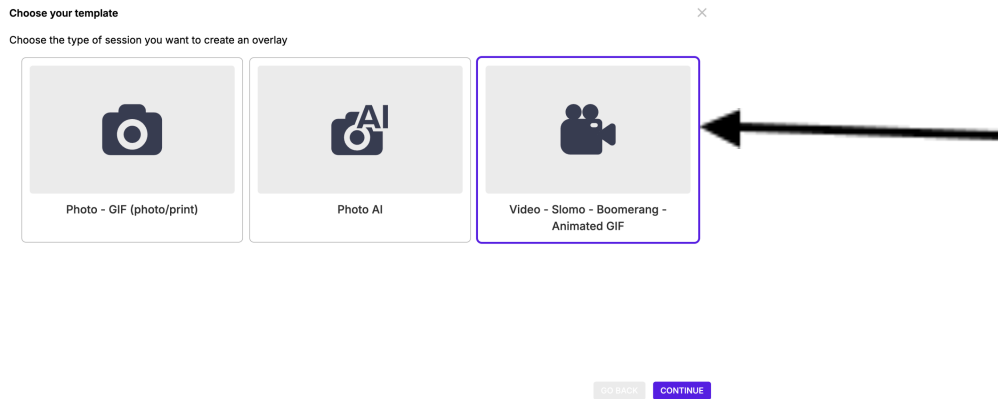 Choose your template
Choose the type of session you want to create an overlay
AI
Photo - GIF (photo/print)
Photo AI
Video - Slomo - Boomerang -
Animated GIF
GO BACK
CONTINUE